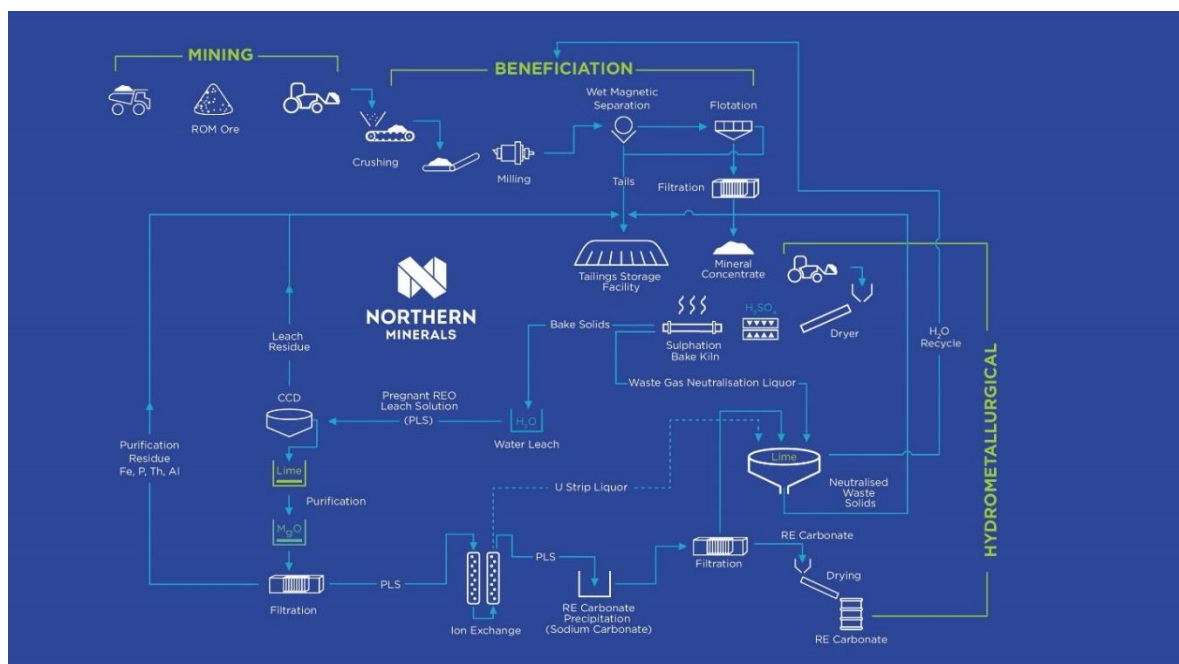 MINING
BENEFICIATION
Wet Magnetic
Separation
Flotation
ROM Ore
Crushing
Milling
Tails
Filtration
Tailings Storage
Facility
Mineral
Concentrate
NORTHERN
MINERALS
Bake Solids
H₂SO₄
Sulphation
Bake Kiln
Dryer
H₂O
Recycle
Leach
Residue
Waste Gas Neutralisation Liquor
CCD
Pregnant REO
Leach Solution
(PLS)
H₂O
Water Leach
HYDROMETALLURGICAL
Purification
Residue
Fe, P, Th, Al
Lime
Purification
MgO
U Strip Liquor
Lime
Neutralised
Waste
Solids
RE Carbonate
PLS
PLS
Filtration
Ion Exchange
RE Carbonate
Precipitation
(Sodium Carbonate)
Filtration
Drying
RE Carbonate